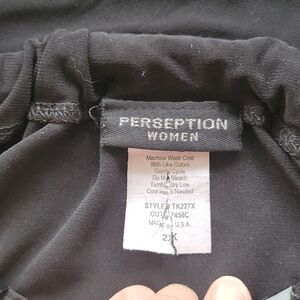 PERSEPTION
WOMEN
Machine Wash Cold
With Like Colors
Gentle Cycle
Do Not Bleach
Tumble Dry Low
Cool Iron If Needed
STYLE# TK227X
CUT# 7458C
MADE IN U.S.A.
2X